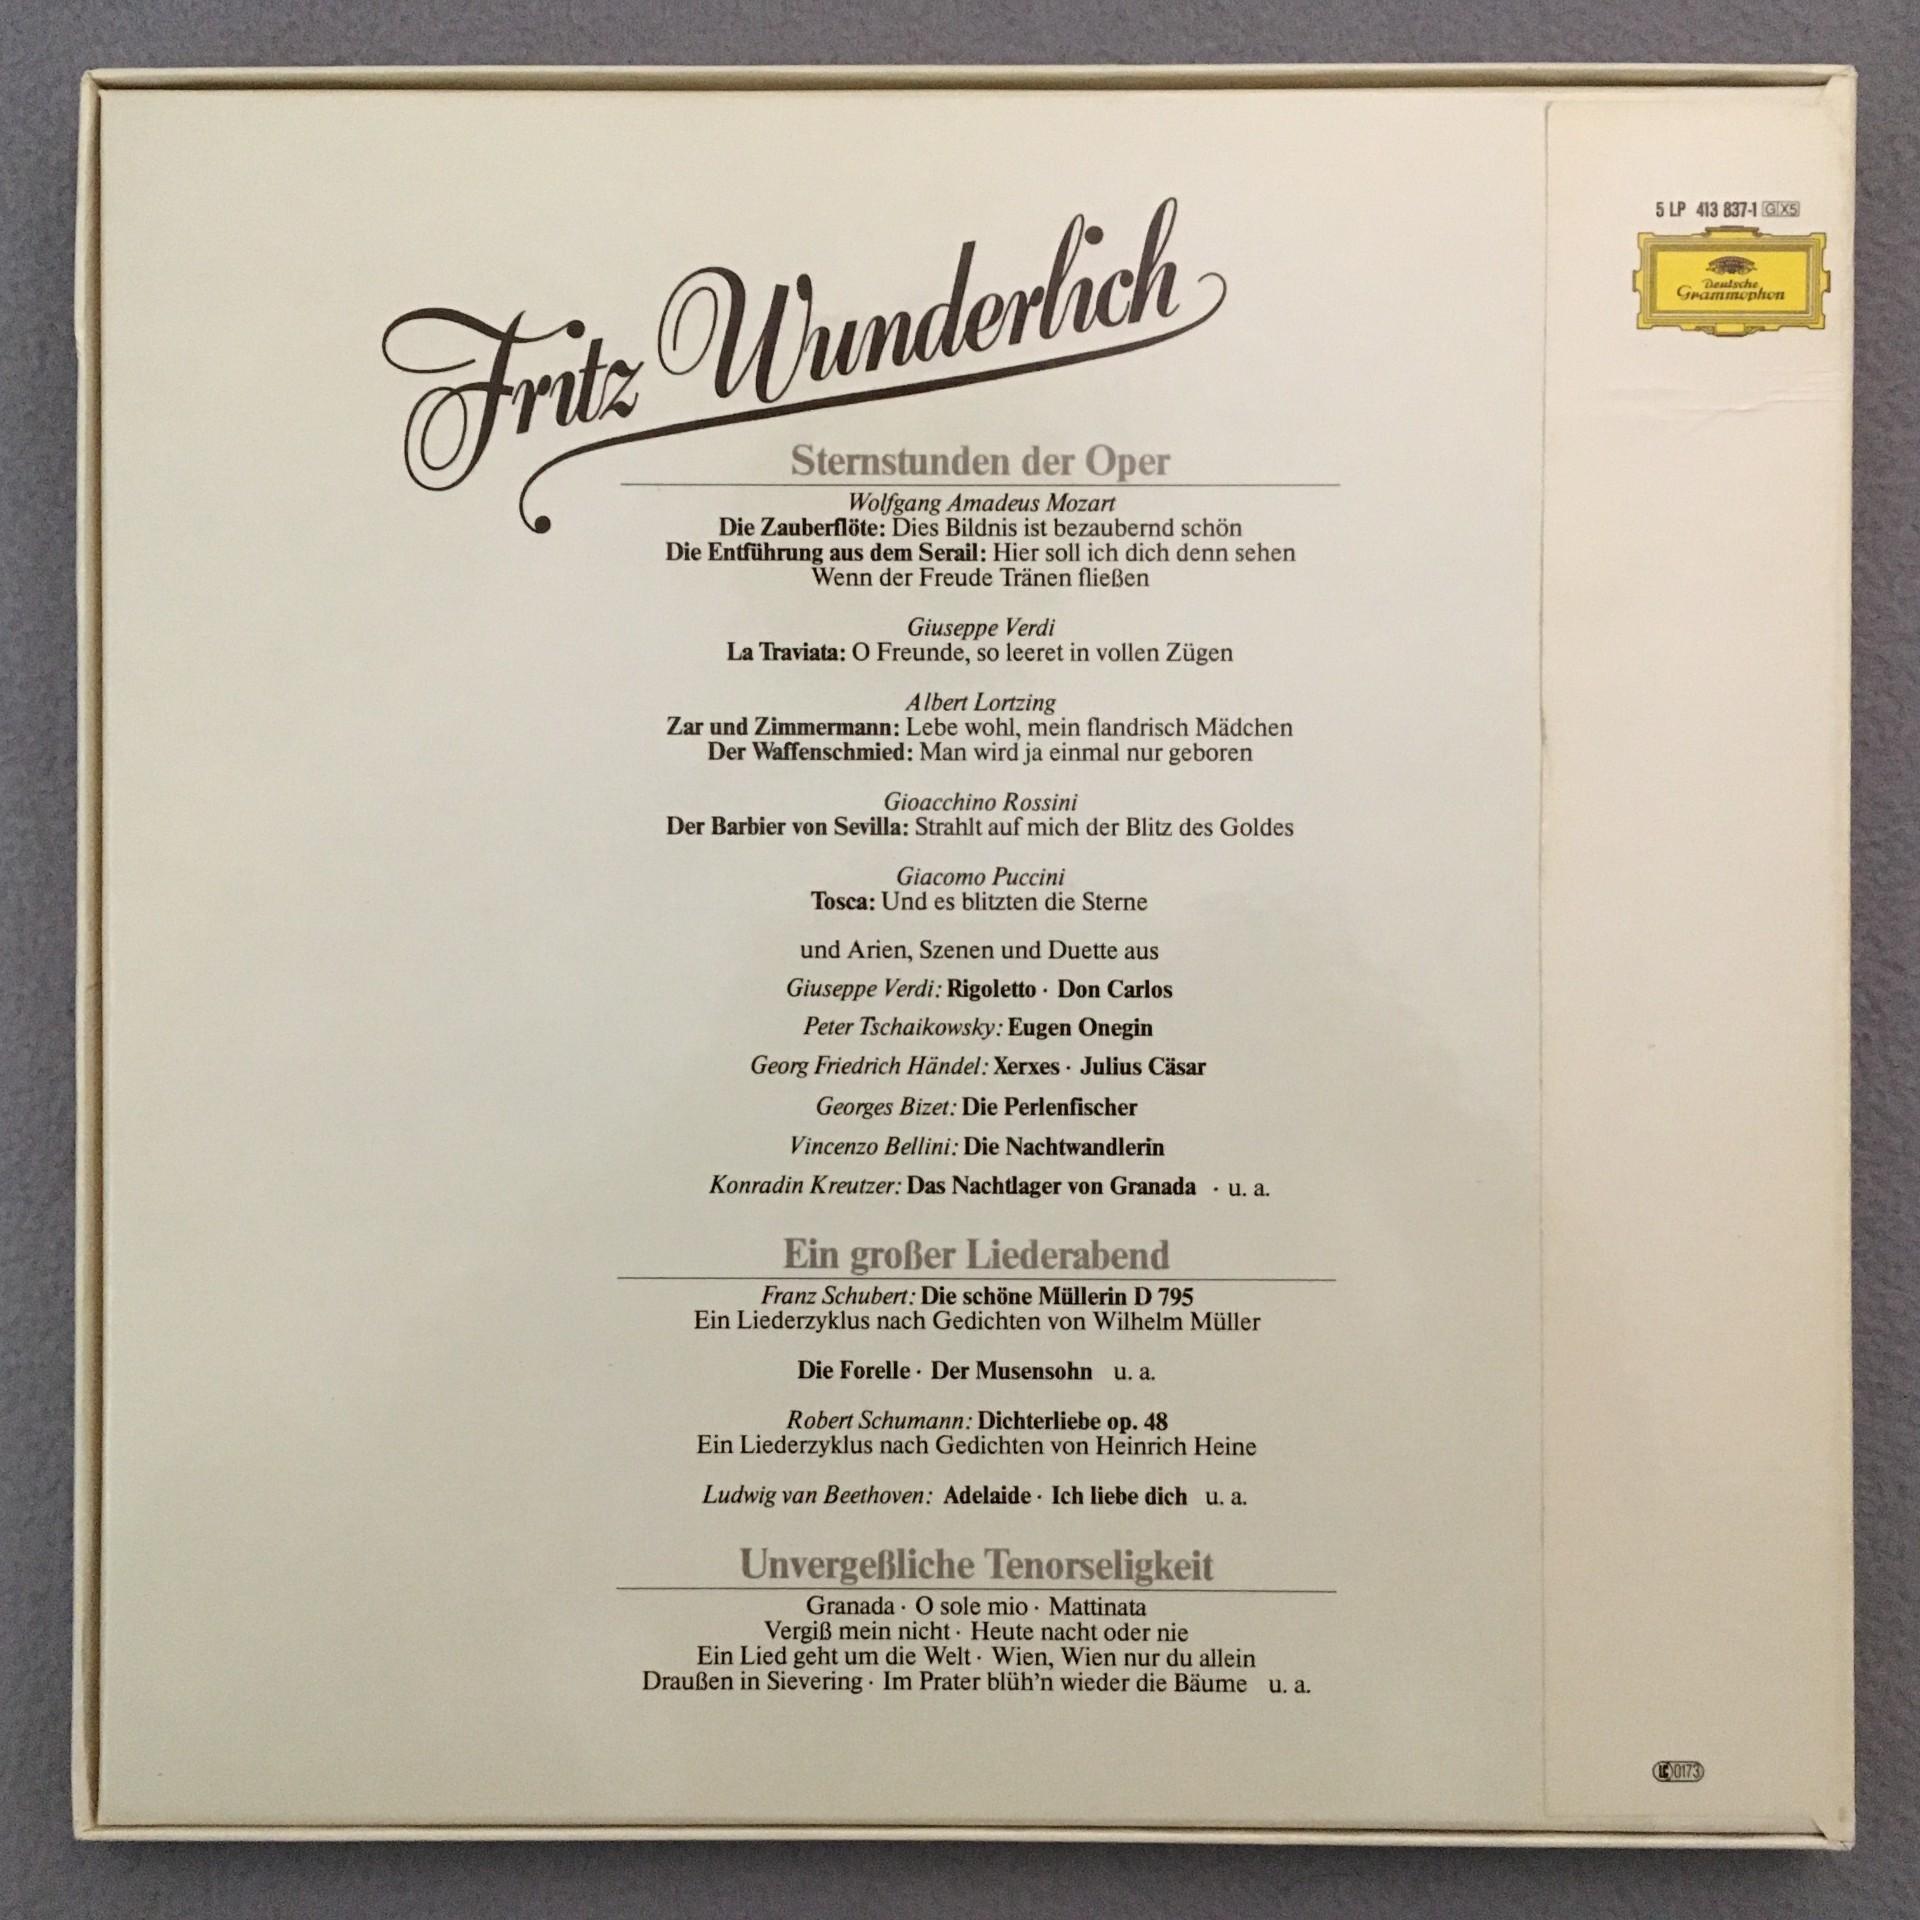 5 LP 413 837-1 GX5
Deutsche
Grammophon
Fritz Wunderlich
Sternstunden der Oper
Wolfgang Amadeus Mozart
Die Zauberflöte: Dies Bildnis ist bezaubernd schön
Die Entführung aus dem Serail: Hier soll ich dich denn sehen
Wenn der Freude Tränen fließen
Giuseppe Verdi
La Traviata: O Freunde, so leeret in vollen Zügen
Albert Lortzing
Zar und Zimmermann: Lebe wohl, mein flandrisch Mädchen
Der Waffenschmied: Man wird ja einmal nur geboren
Gioacchino Rossini
Der Barbier von Sevilla: Strahlt auf mich der Blitz des Goldes
Giacomo Puccini
Tosca: Und es blitzten die Sterne
und Arien, Szenen und Duette aus
Giuseppe Verdi: Rigoletto · Don Carlos
Peter Tschaikowsky: Eugen Onegin
Georg Friedrich Händel: Xerxes · Julius Cäsar
Georges Bizet: Die Perlenfischer
Vincenzo Bellini: Die Nachtwandlerin
Konradin Kreutzer: Das Nachtlager von Granada · u. a.
Ein großer Liederabend
Franz Schubert: Die schöne Müllerin D 795
Ein Liederzyklus nach Gedichten von Wilhelm Müller
Die Forelle · Der Musensohn u. a.
Robert Schumann: Dichterliebe op. 48
Ein Liederzyklus nach Gedichten von Heinrich Heine
Ludwig van Beethoven: Adelaide · Ich liebe dich u. a.
Unvergeßliche Tenorseligkeit
Granada · O sole mio · Mattinata
Vergiß mein nicht · Heute nacht oder nie
Ein Lied geht um die Welt · Wien, Wien nur du allein
Draußen in Sievering · Im Prater blüh'n wieder die Bäume u. a.
LC 0173